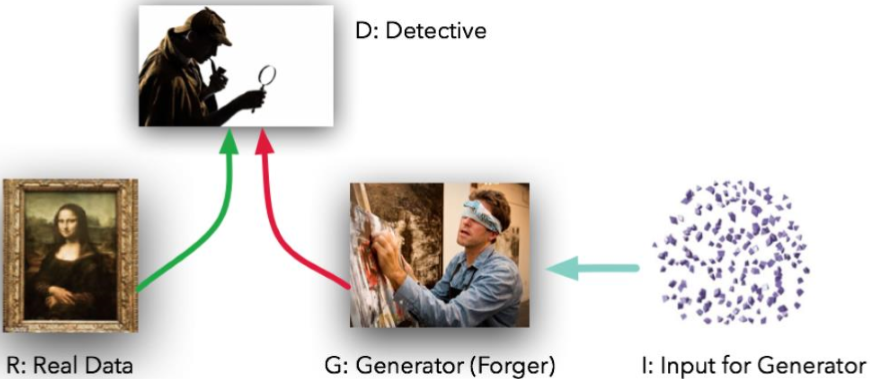 D: Detective
R: Real Data
G: Generator (Forger)
I: Input for Generator